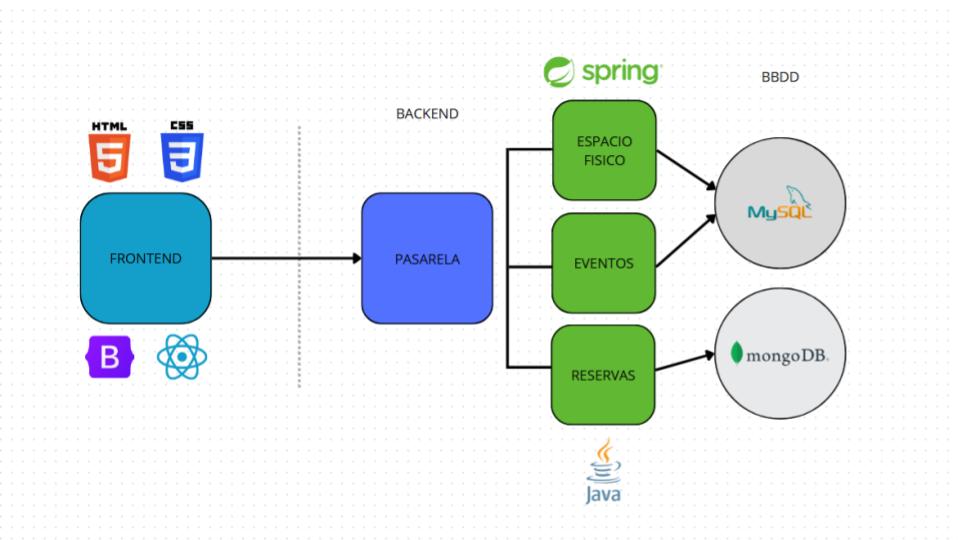 spring
BBDD
BACKEND
HTML
5
CSS
3
ESPACIO
FISICO
MySQL
FRONTEND
PASARELA
EVENTOS
B
mongoDB.
RESERVAS
Java